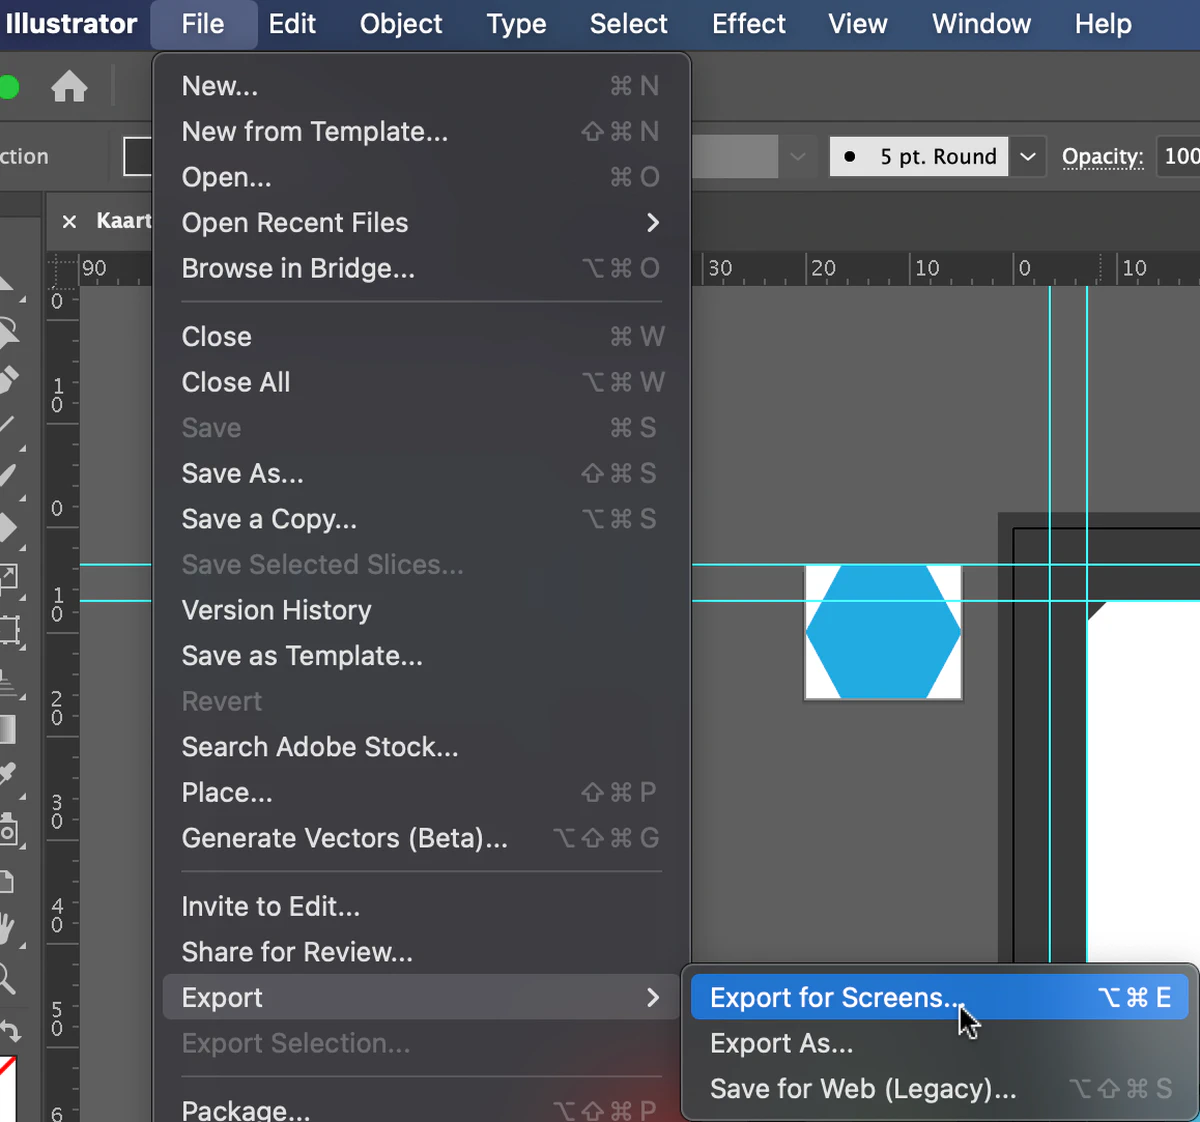 Illustrator File Edit Object Type Select Effect View Window Help
ction 5 pt. Round Opacity: 100
× Kaart
90 30 20 10 0 10
New... ⌘ N
New from Template... ⇧ ⌘ N
Open... ⌘ O
Open Recent Files
Browse in Bridge... ⌥ ⌘ O
Close ⌘ W
Close All ⌥ ⌘ W
Save ⌘ S
Save As... ⇧ ⌘ S
Save a Copy... ⌥ ⌘ S
Save Selected Slices...
Version History
Save as Template...
Revert
Search Adobe Stock...
Place... ⇧ ⌘ P
Generate Vectors (Beta)... ⌥ ⇧ ⌘ G
Invite to Edit...
Share for Review...
Export
Export Selection...
Package... ⌥ ⇧ ⌘ P
Export for Screens... ⌥ ⌘ E
Export As...
Save for Web (Legacy)... ⌥ ⇧ ⌘ S
0
10
0
10
20
30
40
50
6